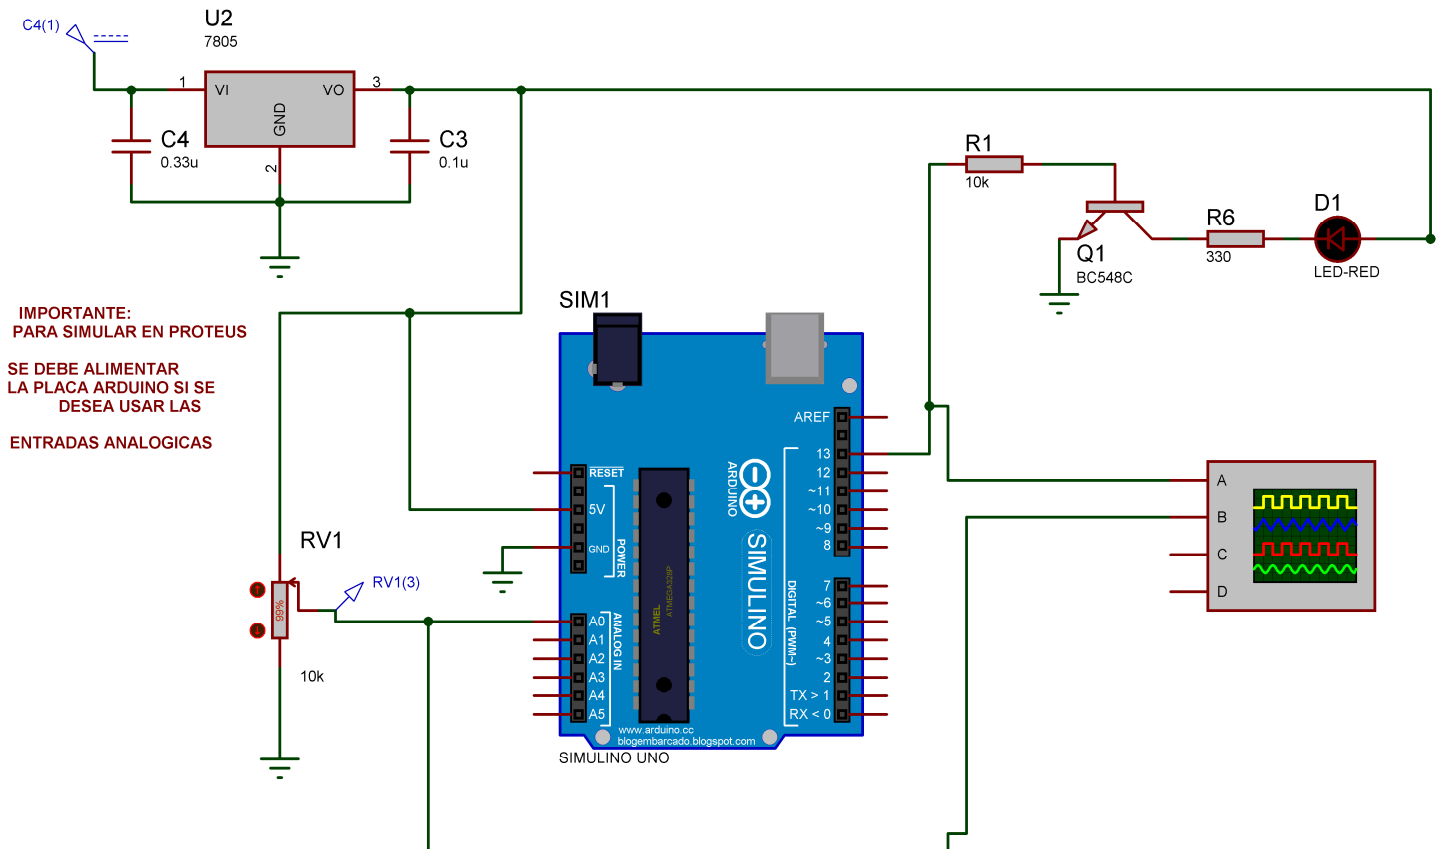 C4(1)
U2
7805
1
VI
VO
3
GND
2
C4
0.33u
C3
0.1u
R1
10k
Q1
BC548C
R6
330
D1
LED-RED
IMPORTANTE:
PARA SIMULAR EN PROTEUS
SE DEBE ALIMENTAR
LA PLACA ARDUINO SI SE
DESEA USAR LAS
ENTRADAS ANALOGICAS
SIM1
AREF
13
12
~11
~10
~9
8
7
~6
~5
4
~3
2
TX > 1
RX < 0
RESET
5V
GND
POWER
A0
A1
A2
A3
A4
A5
ANALOG IN
ATMEL
ATMEGA328P
ARDUINO
SIMULINO
DIGITAL (PWM~)
www.arduino.cc
blogembarcado.blogspot.com
SIMULINO UNO
RV1
99%
RV1(3)
10k
A
B
C
D